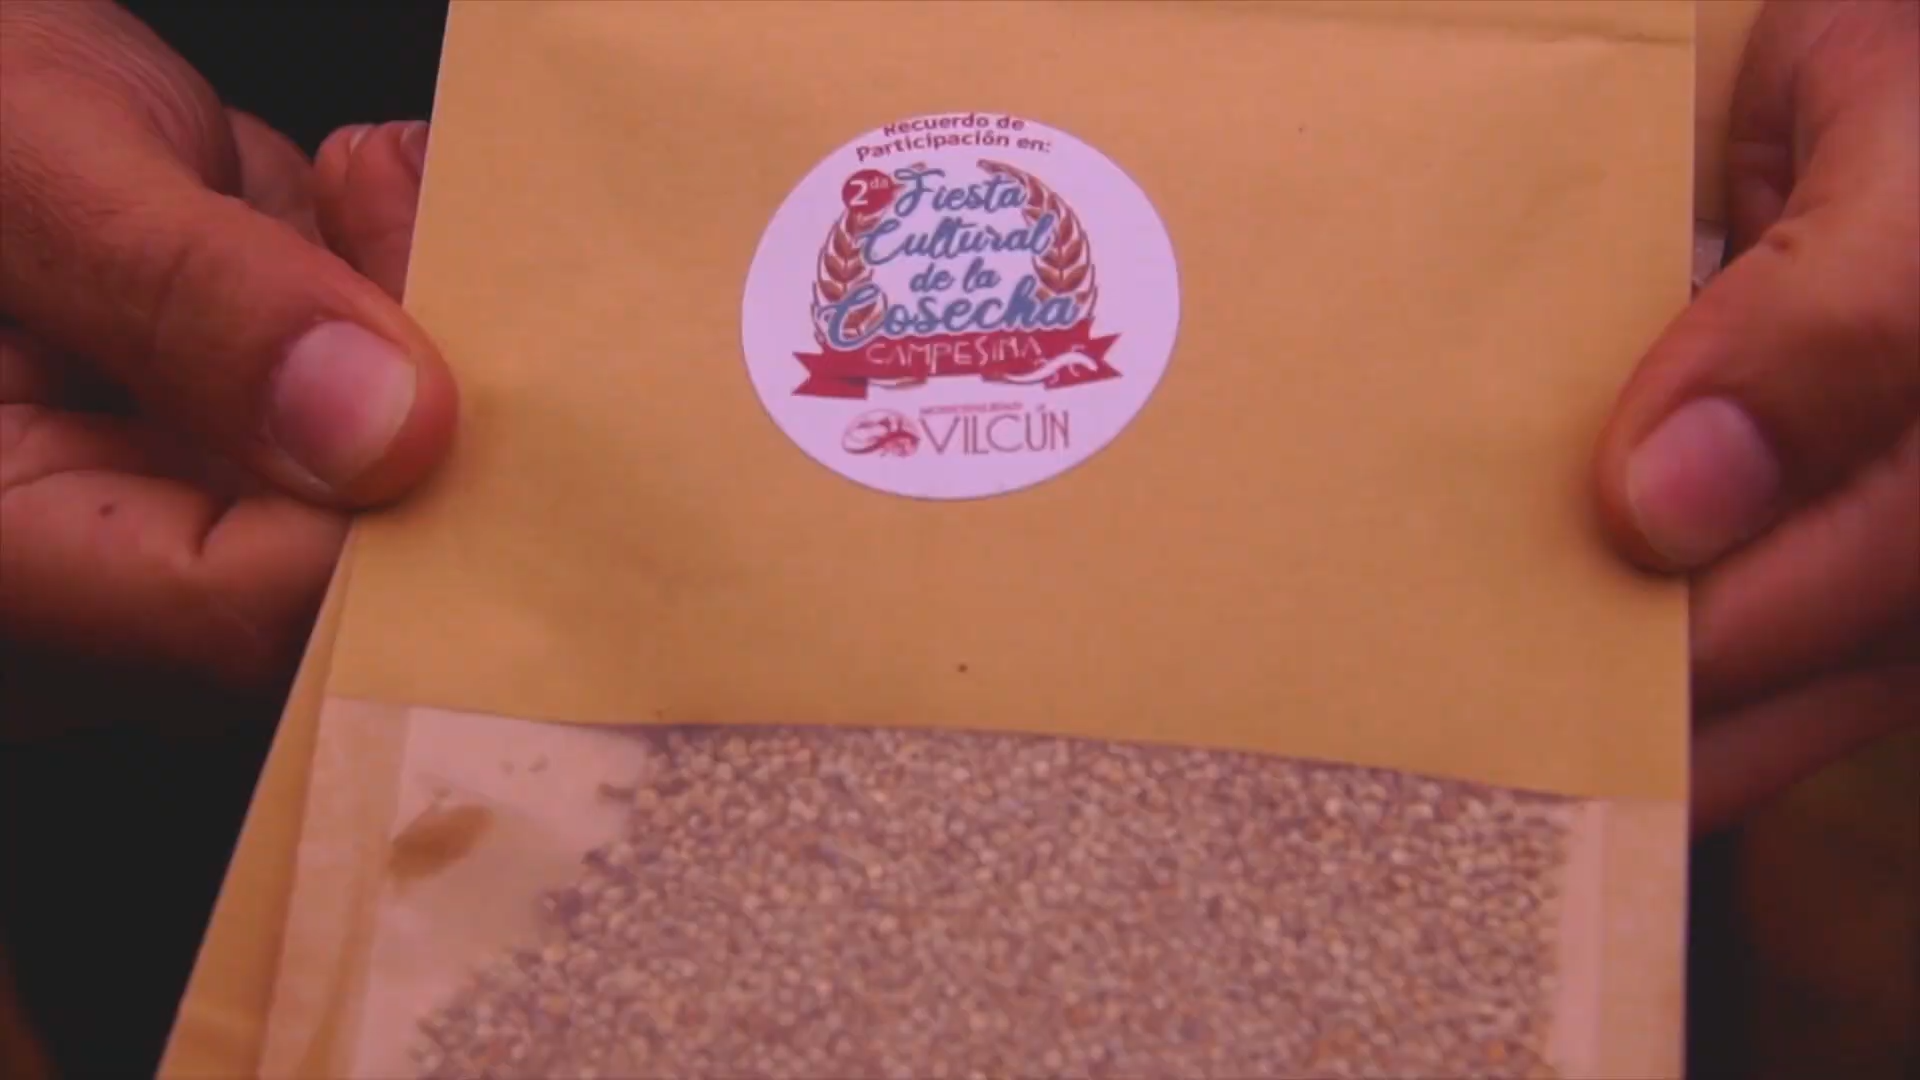 Recuerdo de
Participación en:
2da Fiesta
Cultural
de la
Cosecha
CAMPESINA
VILCÚN